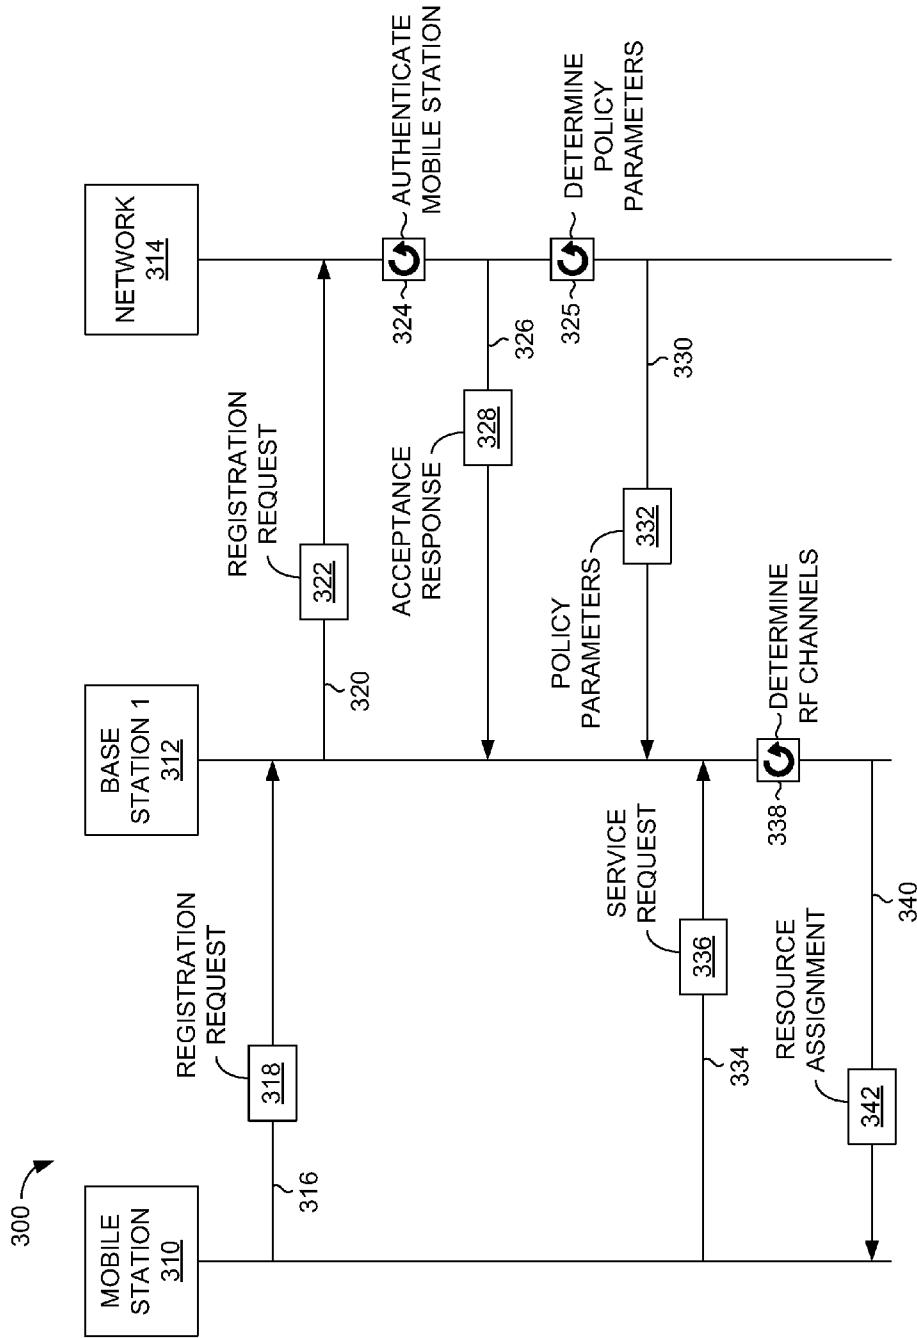 300
MOBILE
STATION
310
BASE
STATION 1
312
NETWORK
314
REGISTRATION
REQUEST
318
316
REGISTRATION
REQUEST
322
320
AUTHENTICATE
MOBILE STATION
324
ACCEPTANCE
RESPONSE
328
326
DETERMINE
POLICY
PARAMETERS
325
POLICY
PARAMETERS
332
330
SERVICE
REQUEST
336
334
DETERMINE
RF CHANNELS
338
RESOURCE
ASSIGNMENT
342
340